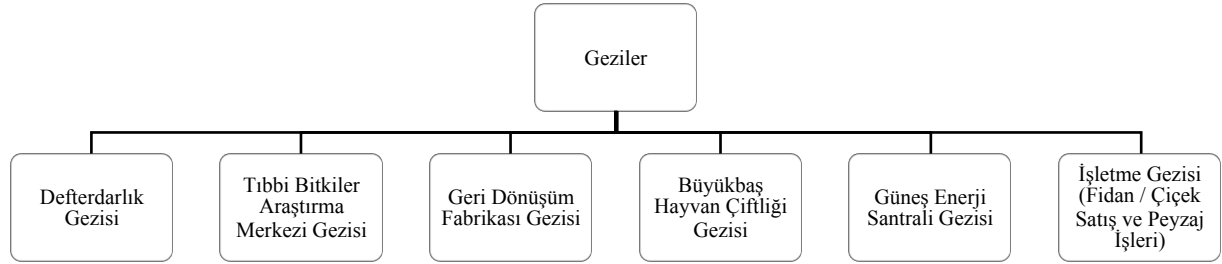 Geziler
Defterdarlık
Gezisi
Tıbbi Bitkiler
Araştırma
Merkezi Gezisi
Geri Dönüşüm
Fabrikası Gezisi
Büyükbaş
Hayvan Çiftliği
Gezisi
Güneş Enerji
Santrali Gezisi
İşletme Gezisi
(Fidan / Çiçek
Satış ve Peyzaj
İşleri)